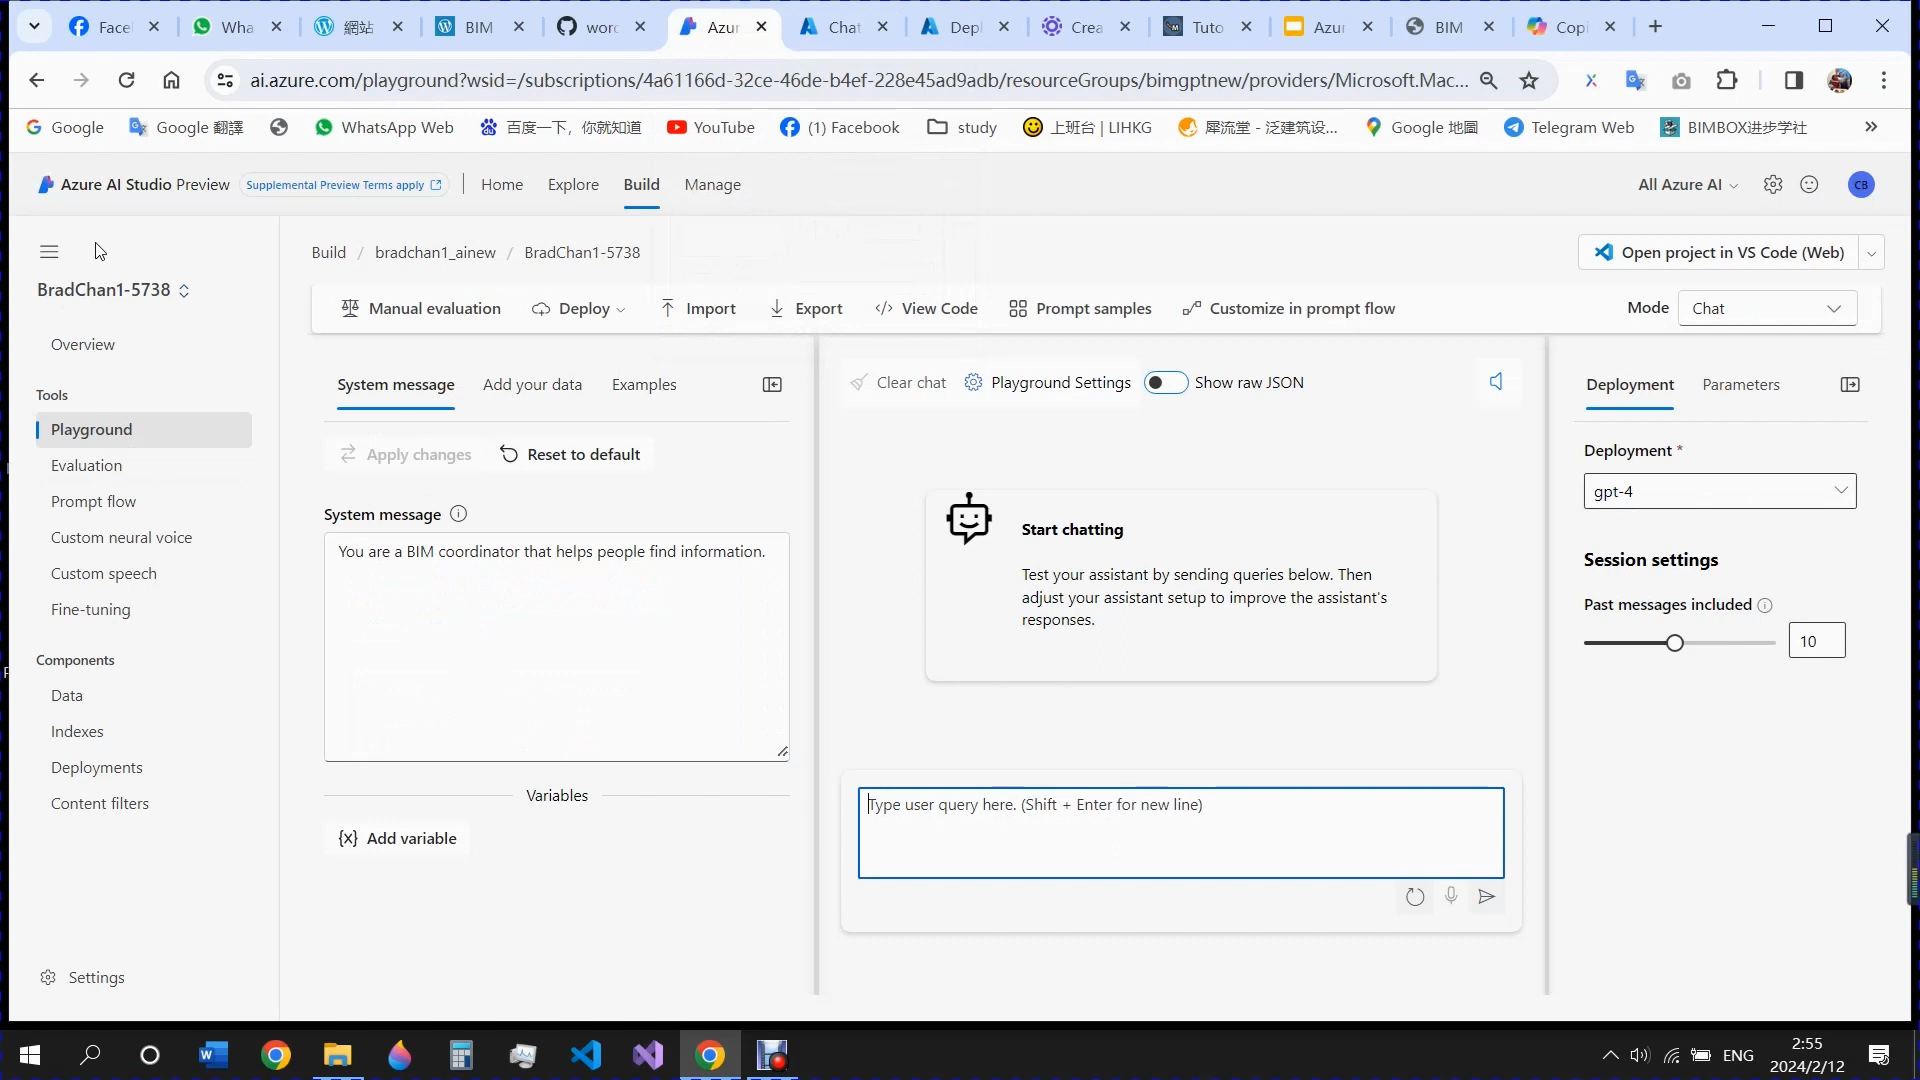 Face
Wha
網站
BIM
worc
Azur
Chat
Depl
Crea
Tuto
Azur
BIM
Copi
ai.azure.com/playground?wsid=/subscriptions/4a61166d-32ce-46de-b4ef-228e45ad9adb/resourceGroups/bimgptnew/providers/Microsoft.Mac...
Google
Google 翻譯
WhatsApp Web
百度一下，你就知道
YouTube
(1) Facebook
study
上班台 | LIHKG
犀流堂 - 泛建筑设...
Google 地圖
Telegram Web
BIMBOX进步学社
Azure AI Studio Preview
Supplemental Preview Terms apply
Home
Explore
Build
Manage
All Azure AI
CB
Build / bradchan1_ainew / BradChan1-5738
Open project in VS Code (Web)
BradChan1-5738
Manual evaluation
Deploy
Import
Export
View Code
Prompt samples
Customize in prompt flow
Mode
Chat
Overview
Tools
Playground
Evaluation
Prompt flow
Custom neural voice
Custom speech
Fine-tuning
Components
Data
Indexes
Deployments
Content filters
Settings
System message
Add your data
Examples
Apply changes
Reset to default
System message
You are a BIM coordinator that helps people find information.
Variables
{x} Add variable
Clear chat
Playground Settings
Show raw JSON
Start chatting
Test your assistant by sending queries below. Then
adjust your assistant setup to improve the assistant's
responses.
Type user query here. (Shift + Enter for new line)
Deployment
Parameters
Deployment *
gpt-4
Session settings
Past messages included
10
ENG
2:55
2024/2/12